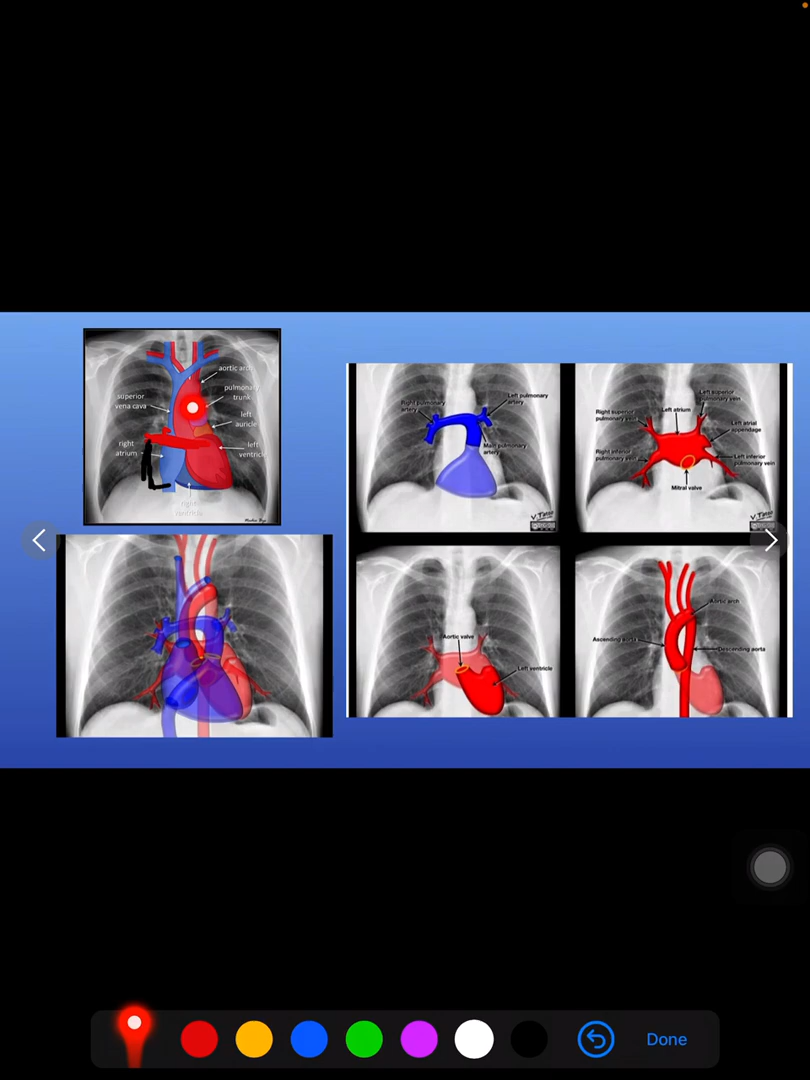 aortic arch
pulmonary
trunk
superior
vena cava
left
auricle
right
atrium
left
ventricle
right
ventricle
Right pulmonary
artery
Left pulmonary
artery
Main pulmonary
artery
Left superior
pulmonary vein
Left atrium
Right superior
pulmonary vein
Left atrial
appendage
Right inferior
pulmonary vein
Left inferior
pulmonary vein
Mitral valve
Aortic valve
Left ventricle
Aortic arch
Ascending aorta
Descending aorta
Done